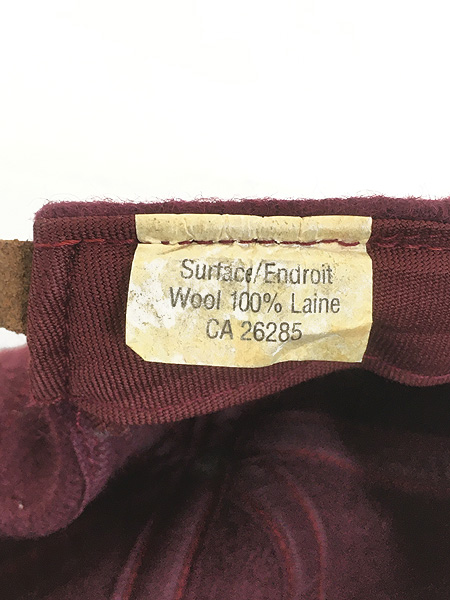 Surface/Endroit
Wool 100% Laine
CA 26285